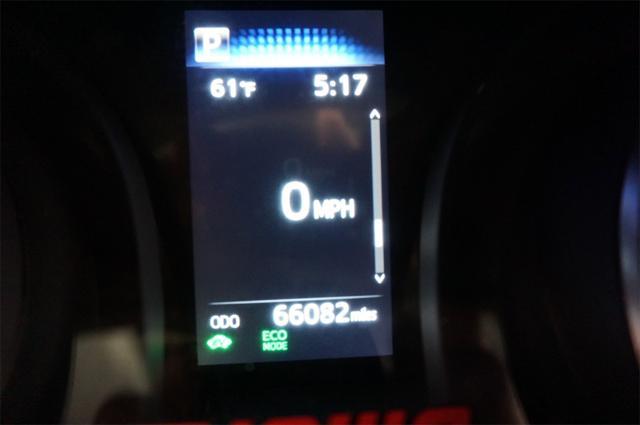 P
61°F 5:17
0 MPH
ODO 66082 miles
ECO
MODE